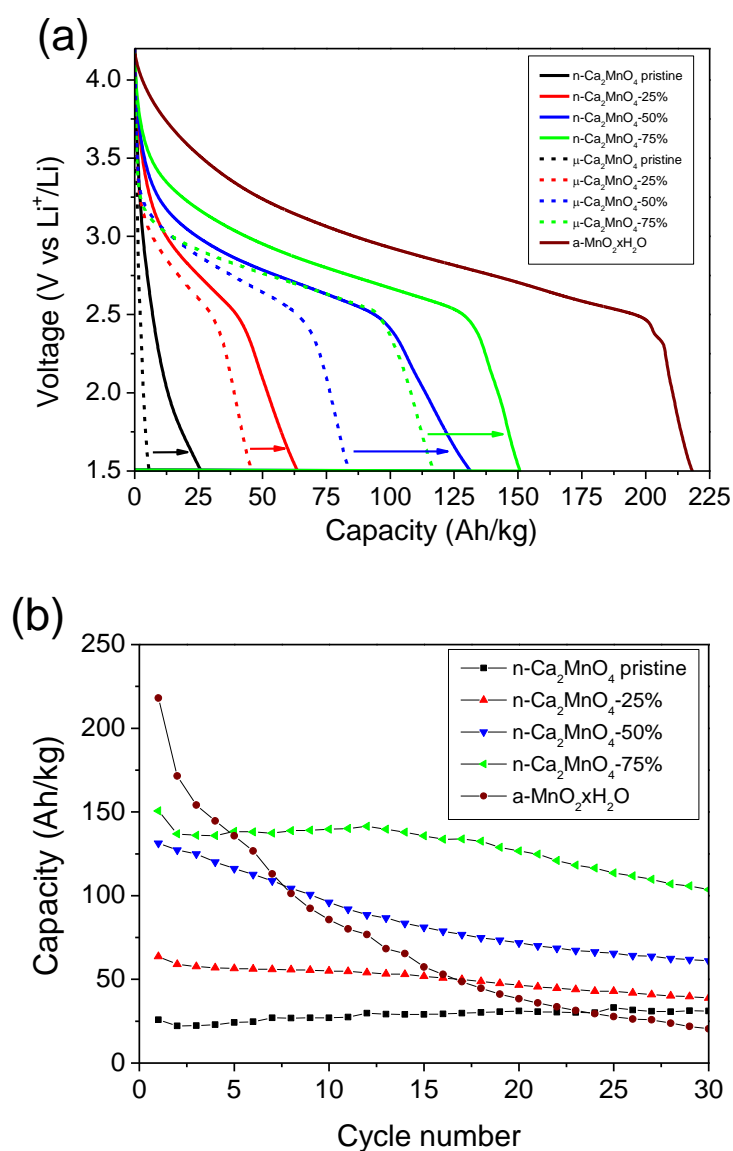 (a)
4.0
3.5
3.0
2.5
2.0
1.5
Voltage (V vs Li⁺/Li)
n-Ca₂MnO₄ pristine
n-Ca₂MnO₄-25%
n-Ca₂MnO₄-50%
n-Ca₂MnO₄-75%
μ-Ca₂MnO₄ pristine
μ-Ca₂MnO₄-25%
μ-Ca₂MnO₄-50%
μ-Ca₂MnO₄-75%
a-MnO₂xH₂O
0 25 50 75 100 125 150 175 200 225
Capacity (Ah/kg)
(b)
250
200
150
100
50
0
Capacity (Ah/kg)
n-Ca₂MnO₄ pristine
n-Ca₂MnO₄-25%
n-Ca₂MnO₄-50%
n-Ca₂MnO₄-75%
a-MnO₂xH₂O
0 5 10 15 20 25 30
Cycle number